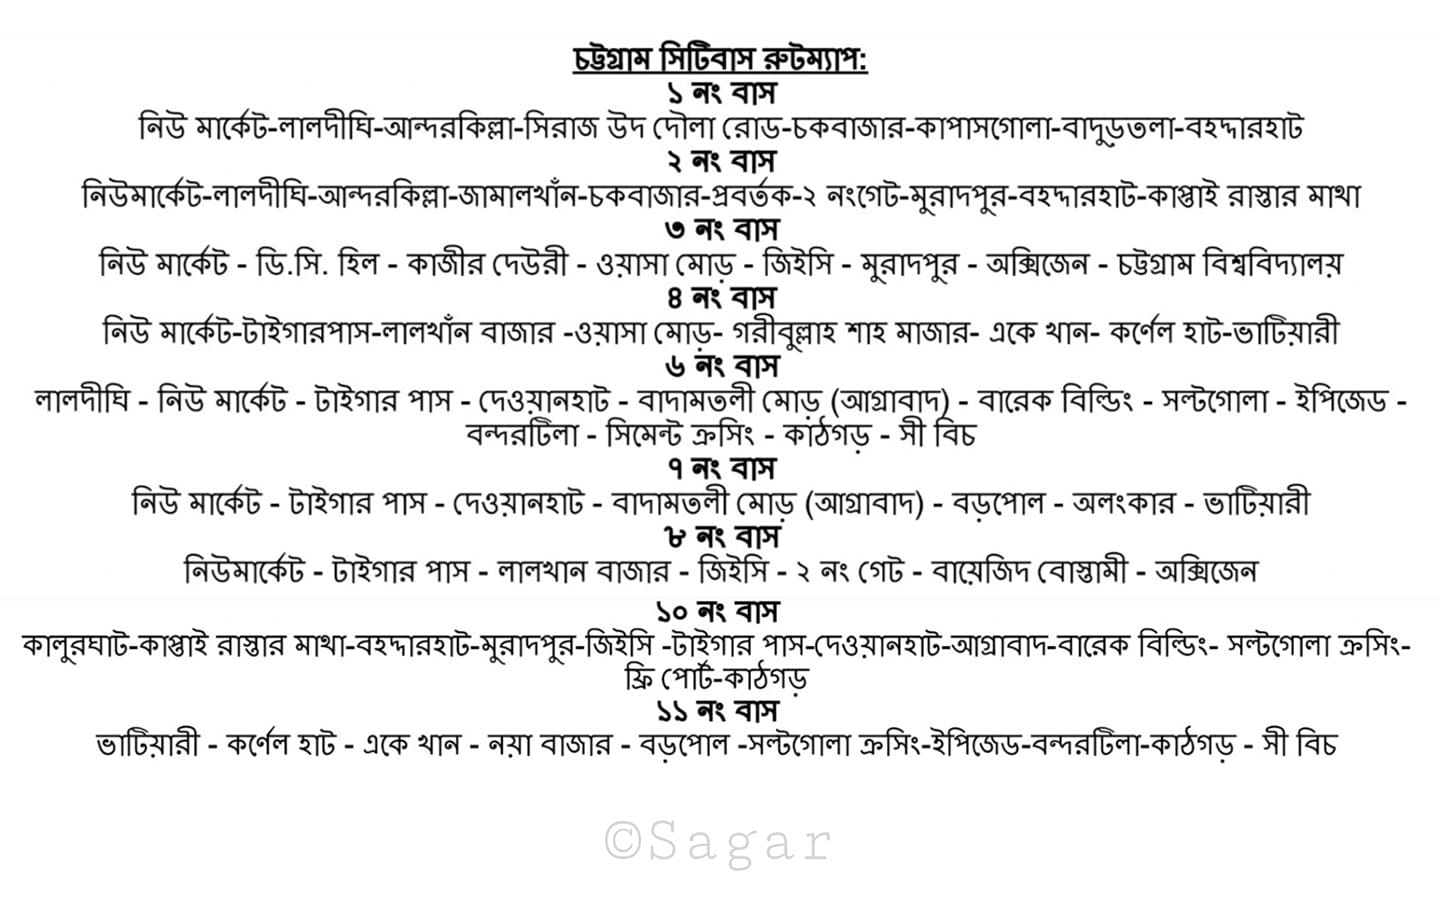 চট্টগ্রাম সিটিবাস রুটম্যাপ:
১ নং বাস
নিউ মার্কেট-লালদীঘি-আন্দরকিল্লা-সিরাজ উদ দৌলা রোড-চকবাজার-কাপাসগোলা-বাদুড়তলা-বহদ্দারহাট
২ নং বাস
নিউমার্কেট-লালদীঘি-আন্দরকিল্লা-জামালখাঁন-চকবাজার-প্রবর্তক-২ নংগেট-মুরাদপুর-বহদ্দারহাট-কাপ্তাই রাস্তার মাথা
৩ নং বাস
নিউ মার্কেট - ডি.সি. হিল - কাজীর দেউরী - ওয়াসা মোড় - জিইসি - মুরাদপুর - অক্সিজেন - চট্টগ্রাম বিশ্ববিদ্যালয়
৪ নং বাস
নিউ মার্কেট-টাইগারপাস-লালখাঁন বাজার -ওয়াসা মোড়- গরীবুল্লাহ শাহ মাজার- একে খান- কর্ণেল হাট-ভাটিয়ারী
৬ নং বাস
লালদীঘি - নিউ মার্কেট - টাইগার পাস - দেওয়ানহাট - বাদামতলী মোড় (আগ্রাবাদ) - বারেক বিল্ডিং - সল্টগোলা - ইপিজেড -
বন্দরটিলা - সিমেন্ট ক্রসিং - কাঠগড় - সী বিচ
৭ নং বাস
নিউ মার্কেট - টাইগার পাস - দেওয়ানহাট - বাদামতলী মোড় (আগ্রাবাদ) - বড়পোল - অলংকার - ভাটিয়ারী
৮ নং বাস
নিউমার্কেট - টাইগার পাস - লালখান বাজার - জিইসি - ২ নং গেট - বায়েজিদ বোস্তামী - অক্সিজেন
১০ নং বাস
কালুরঘাট-কাপ্তাই রাস্তার মাথা-বহদ্দারহাট-মুরাদপুর-জিইসি -টাইগার পাস-দেওয়ানহাট-আগ্রাবাদ-বারেক বিল্ডিং- সল্টগোলা ক্রসিং-
ফ্রি পোর্ট-কাঠগড়
১১ নং বাস
ভাটিয়ারী - কর্ণেল হাট - একে খান - নয়া বাজার - বড়পোল -সল্টগোলা ক্রসিং-ইপিজেড-বন্দরটিলা-কাঠগড় - সী বিচ
©Sagar